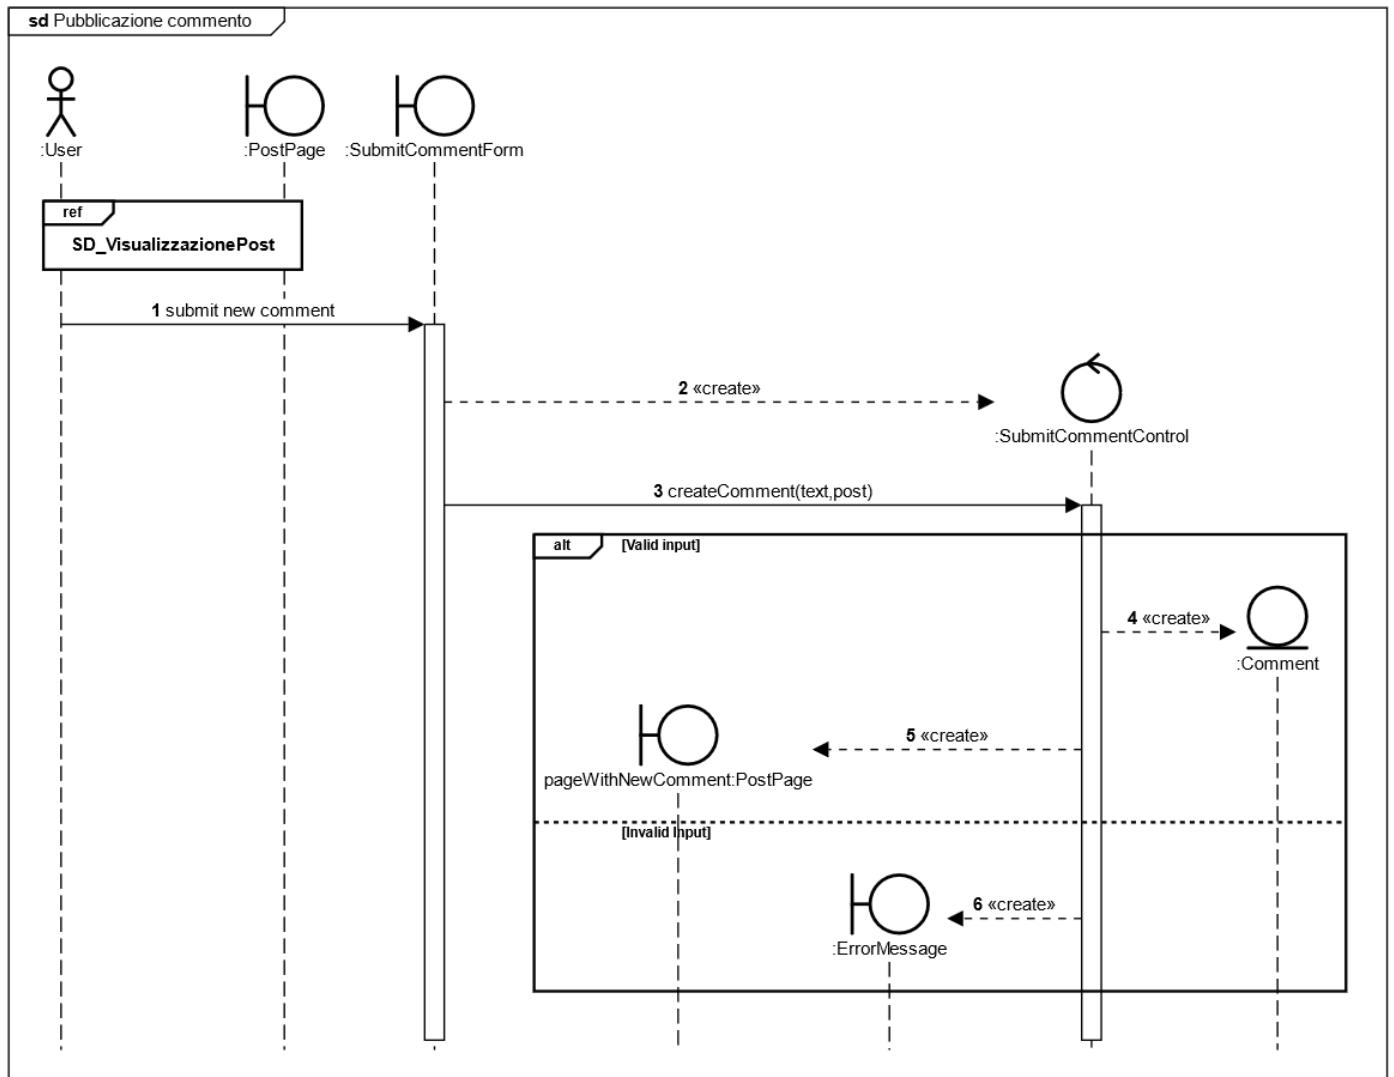 sd Pubblicazione commento
:User
:PostPage
:SubmitCommentForm
ref
SD_VisualizzazionePost
1 submit new comment
2 «create»
:SubmitCommentControl
3 createComment(text,post)
alt
[Valid input]
4 «create»
:Comment
5 «create»
pageWithNewComment:PostPage
[Invalid Input]
6 «create»
:ErrorMessage